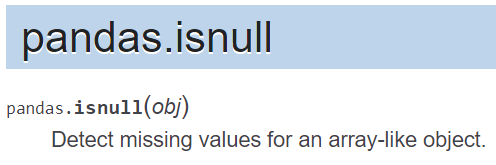 pandas.isnull
pandas.isnull(obj)
Detect missing values for an array-like object.